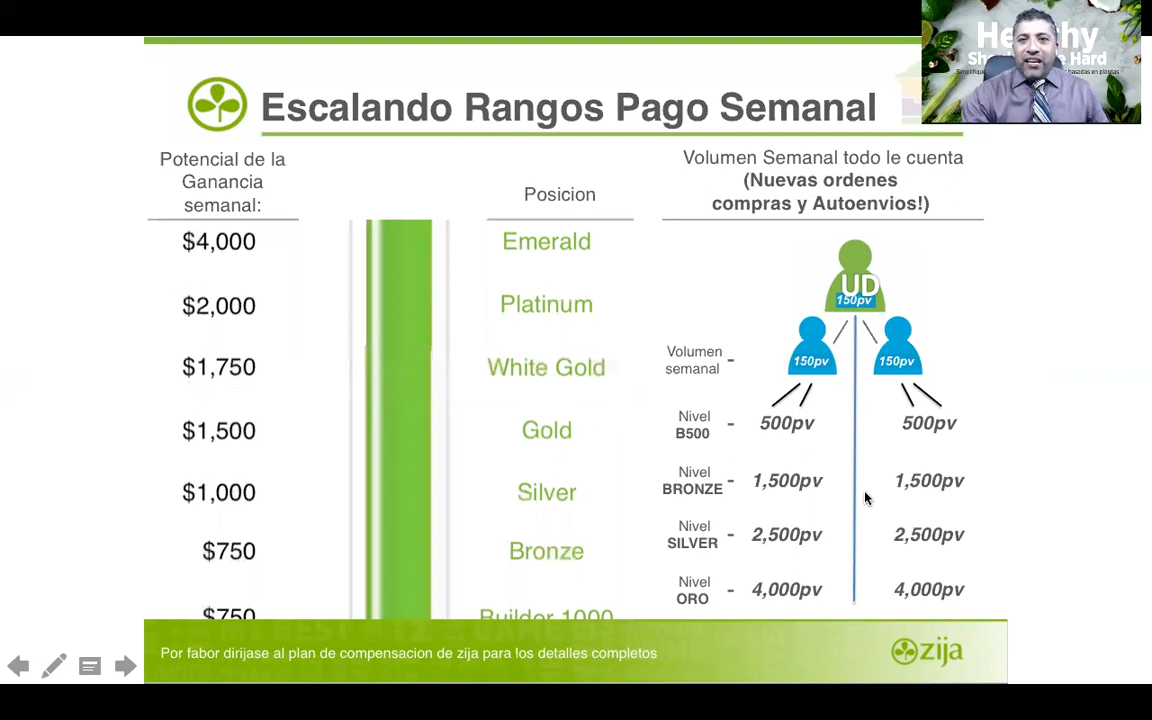 Healthy
Hard
Escalando Rangos Pago Semanal
Potencial de la
Ganancia
semanal:
Posicion
Volumen Semanal todo le cuenta
(Nuevas ordenes
compras y Autoenvios!)
$4,000
Emerald
$2,000
Platinum
$1,750
White Gold
$1,500
Gold
$1,000
Silver
$750
Bronze
$750
Builder 1000
UD
150pv
150pv
150pv
Volumen
semanal -
Nivel
B500 - 500pv 500pv
Nivel
BRONZE - 1,500pv 1,500pv
Nivel
SILVER - 2,500pv 2,500pv
Nivel
ORO - 4,000pv 4,000pv
Por fabor dirijase al plan de compensacion de zija para los detalles completos
zija